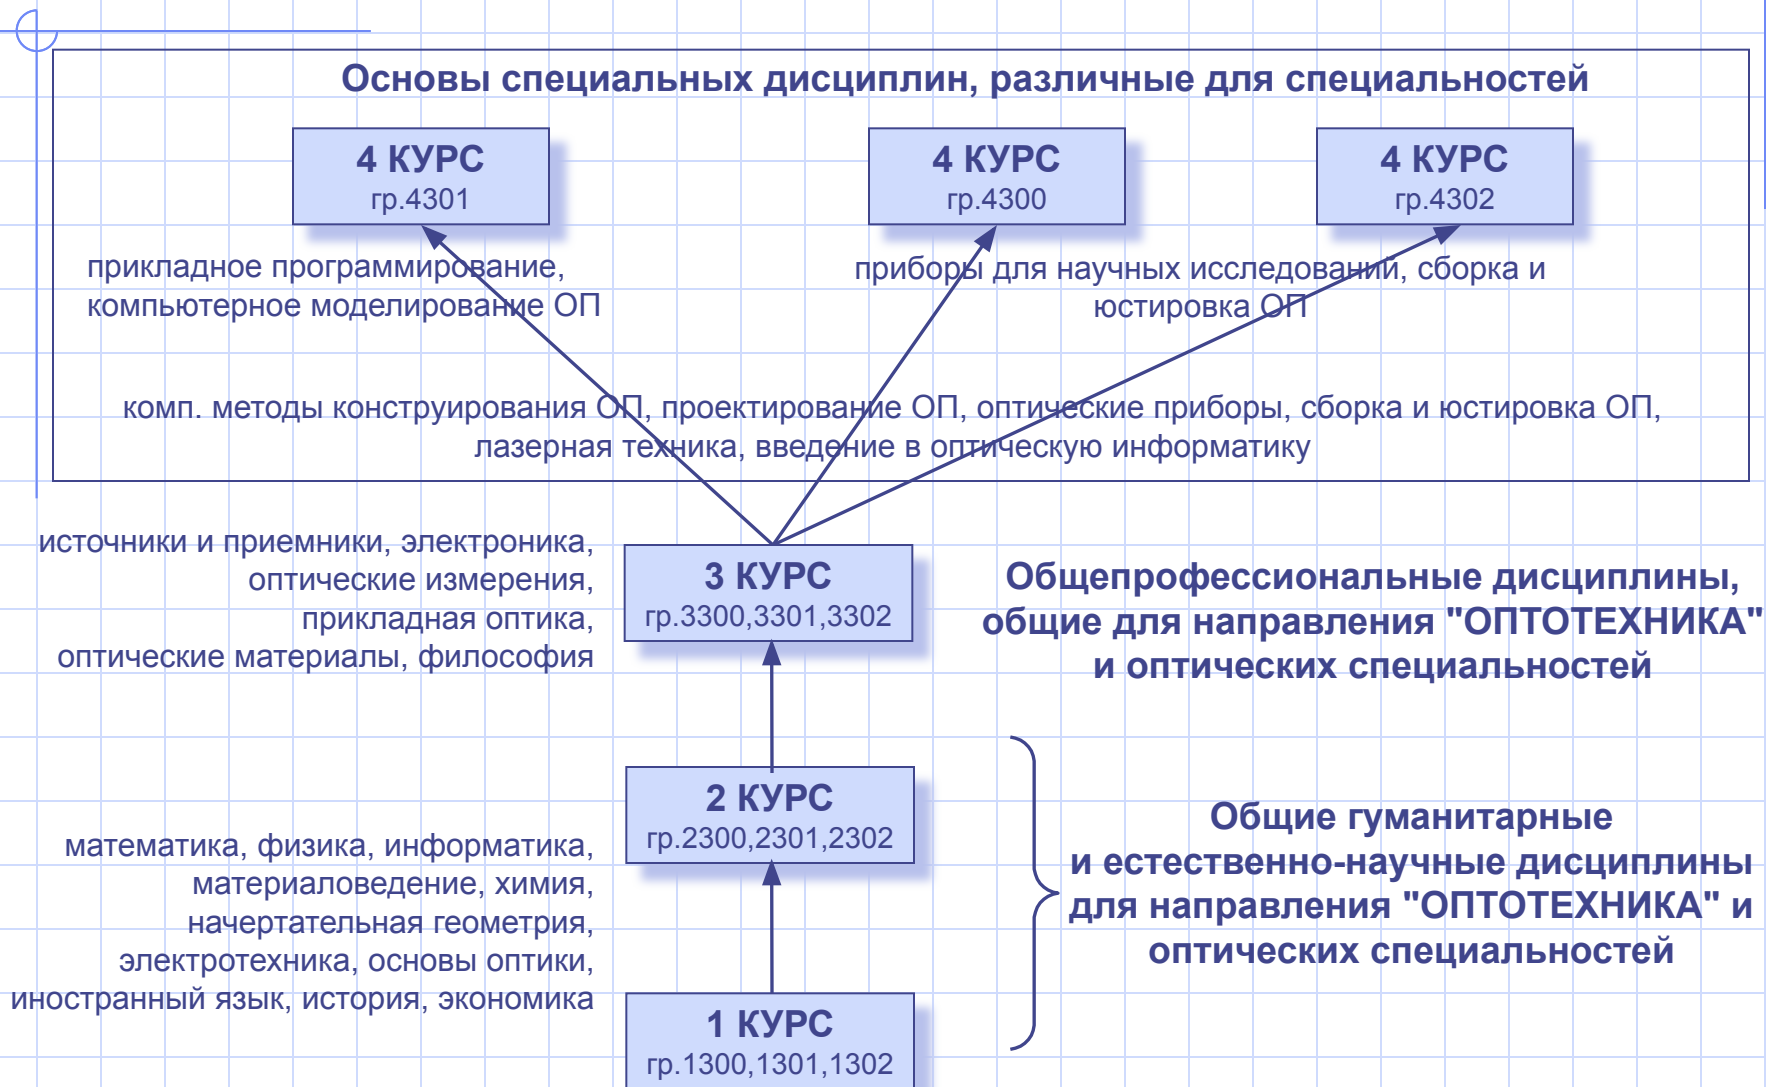 Основы специальных дисциплин, различные для специальностей
4 КУРС
гр.4301
4 КУРС
гр.4300
4 КУРС
гр.4302
прикладное программирование,
компьютерное моделирование ОП
приборы для научных исследований, сборка и
юстировка ОП
комп. методы конструирования ОП, проектирование ОП, оптические приборы, сборка и юстировка ОП,
лазерная техника, введение в оптическую информатику
источники и приемники, электроника,
оптические измерения,
прикладная оптика,
оптические материалы, философия
3 КУРС
гр.3300,3301,3302
Общепрофессиональные дисциплины,
общие для направления "ОПТОТЕХНИКА"
и оптических специальностей
2 КУРС
гр.2300,2301,2302
математика, физика, информатика,
материаловедение, химия,
начертательная геометрия,
электротехника, основы оптики,
иностранный язык, история, экономика
Общие гуманитарные
и естественно-научные дисциплины
для направления "ОПТОТЕХНИКА" и
оптических специальностей
1 КУРС
гр.1300,1301,1302